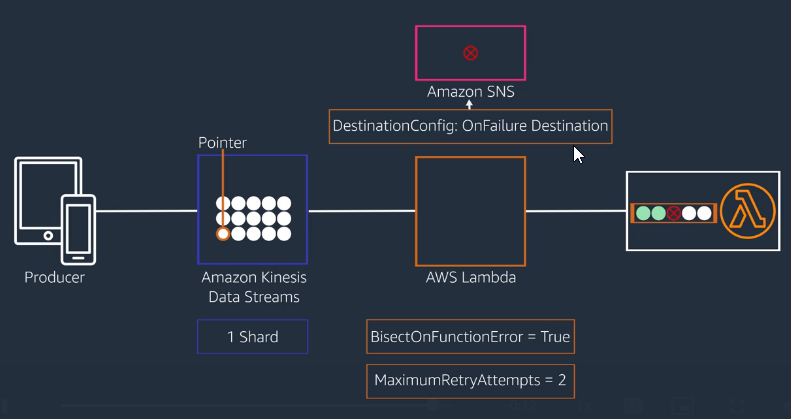 Amazon SNS
DestinationConfig: OnFailure Destination
Pointer
Producer
Amazon Kinesis
Data Streams
AWS Lambda
1 Shard
BisectOnFunctionError = True
MaximumRetryAttempts = 2